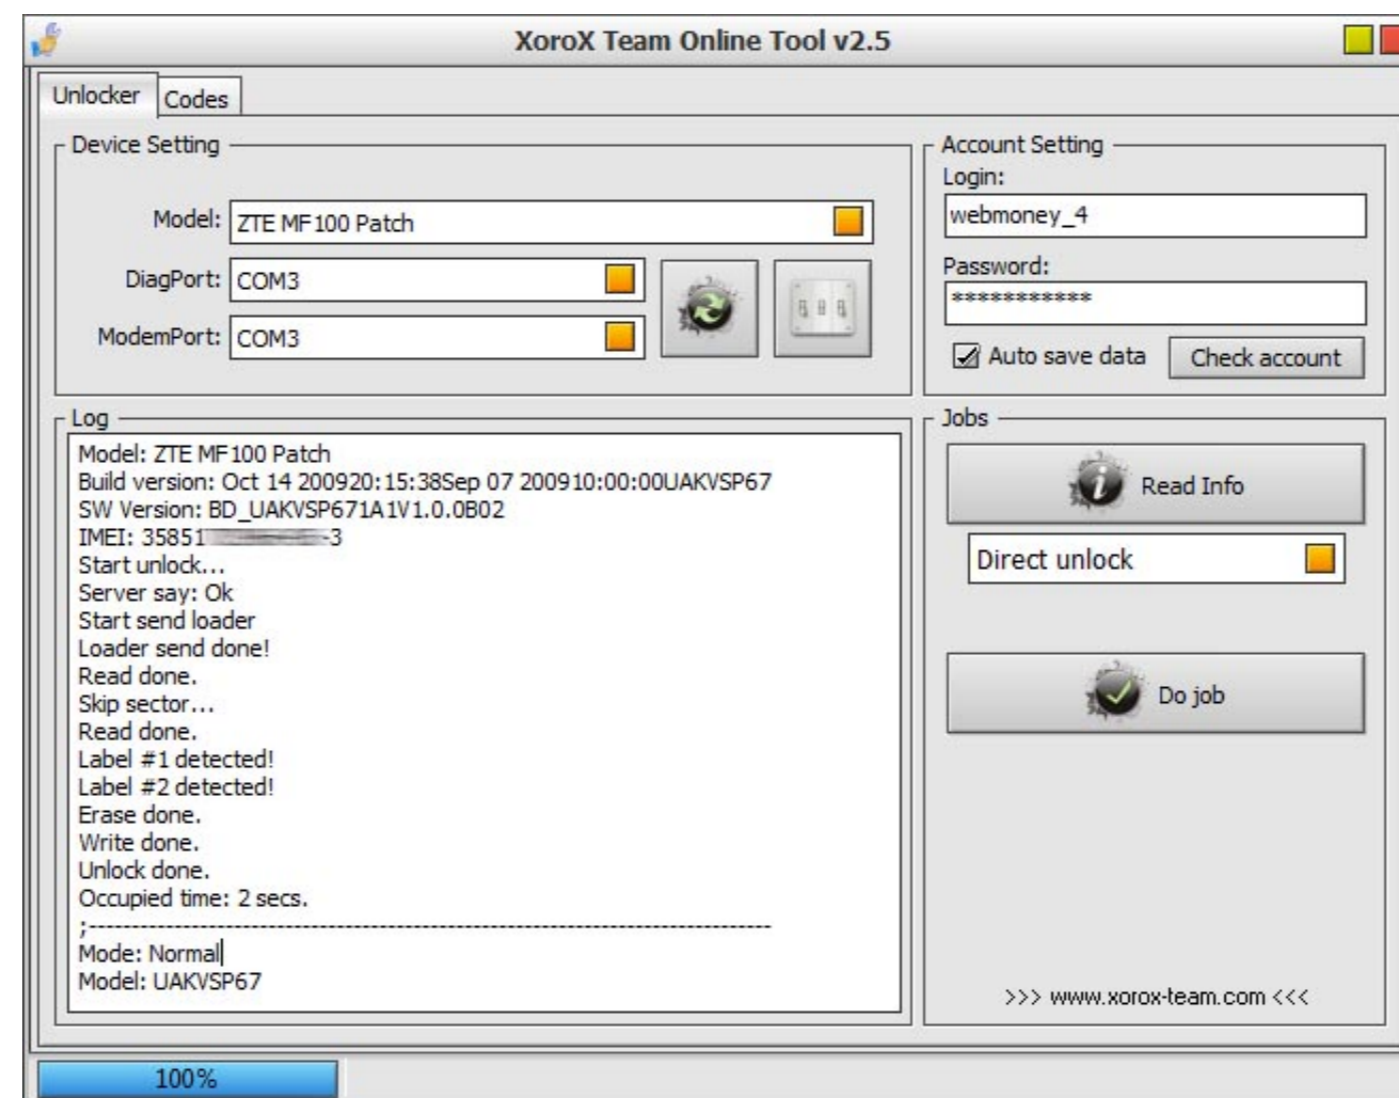 XoroX Team Online Tool v2.5
Unlocker
Codes
Device Setting
Model: ZTE MF100 Patch
DiagPort: COM3
ModemPort: COM3
Account Setting
Login:
webmoney_4
Password:
***********
Auto save data
Check account
Log
Model: ZTE MF100 Patch
Build version: Oct 14 200920:15:38Sep 07 200910:00:00UAKVSP67
SW Version: BD_UAKVSP671A1V1.0.0B02
IMEI: 35851 -3
Start unlock...
Server say: Ok
Start send loader
Loader send done!
Read done.
Skip sector...
Read done.
Label #1 detected!
Label #2 detected!
Erase done.
Write done.
Unlock done.
Occupied time: 2 secs.
;--------------------------------------------------------------------------------
Mode: Normal
Model: UAKVSP67
Jobs
Read Info
Direct unlock
Do job
>>> www.xorox-team.com <<<
100%